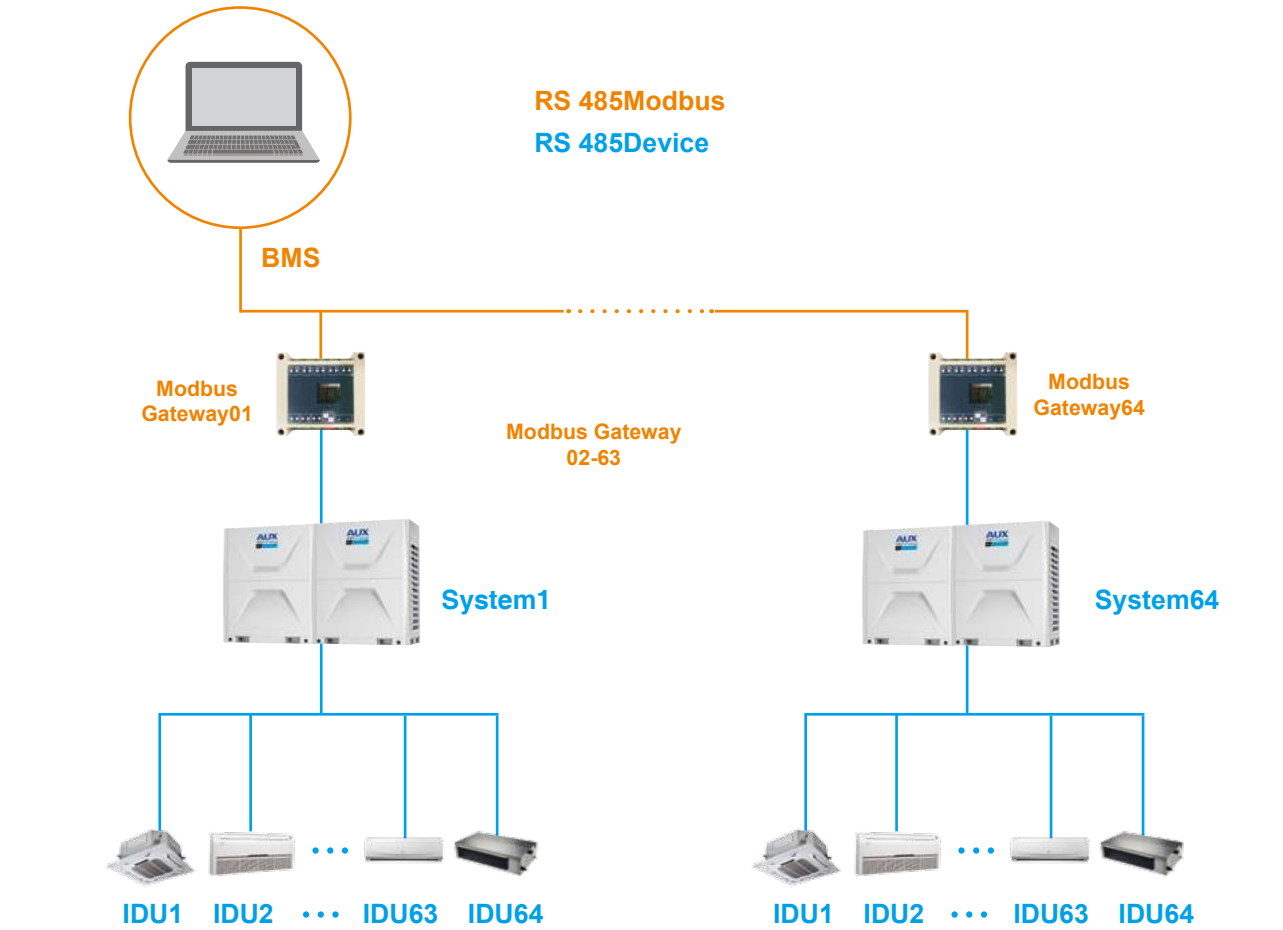 RS 485Modbus
RS 485Device
BMS
Modbus
Gateway01
Modbus Gateway
02-63
Modbus
Gateway64
AUX
AUX
System1
AUX
AUX
System64
IDU1
IDU2
IDU63
IDU64
IDU1
IDU2
IDU63
IDU64